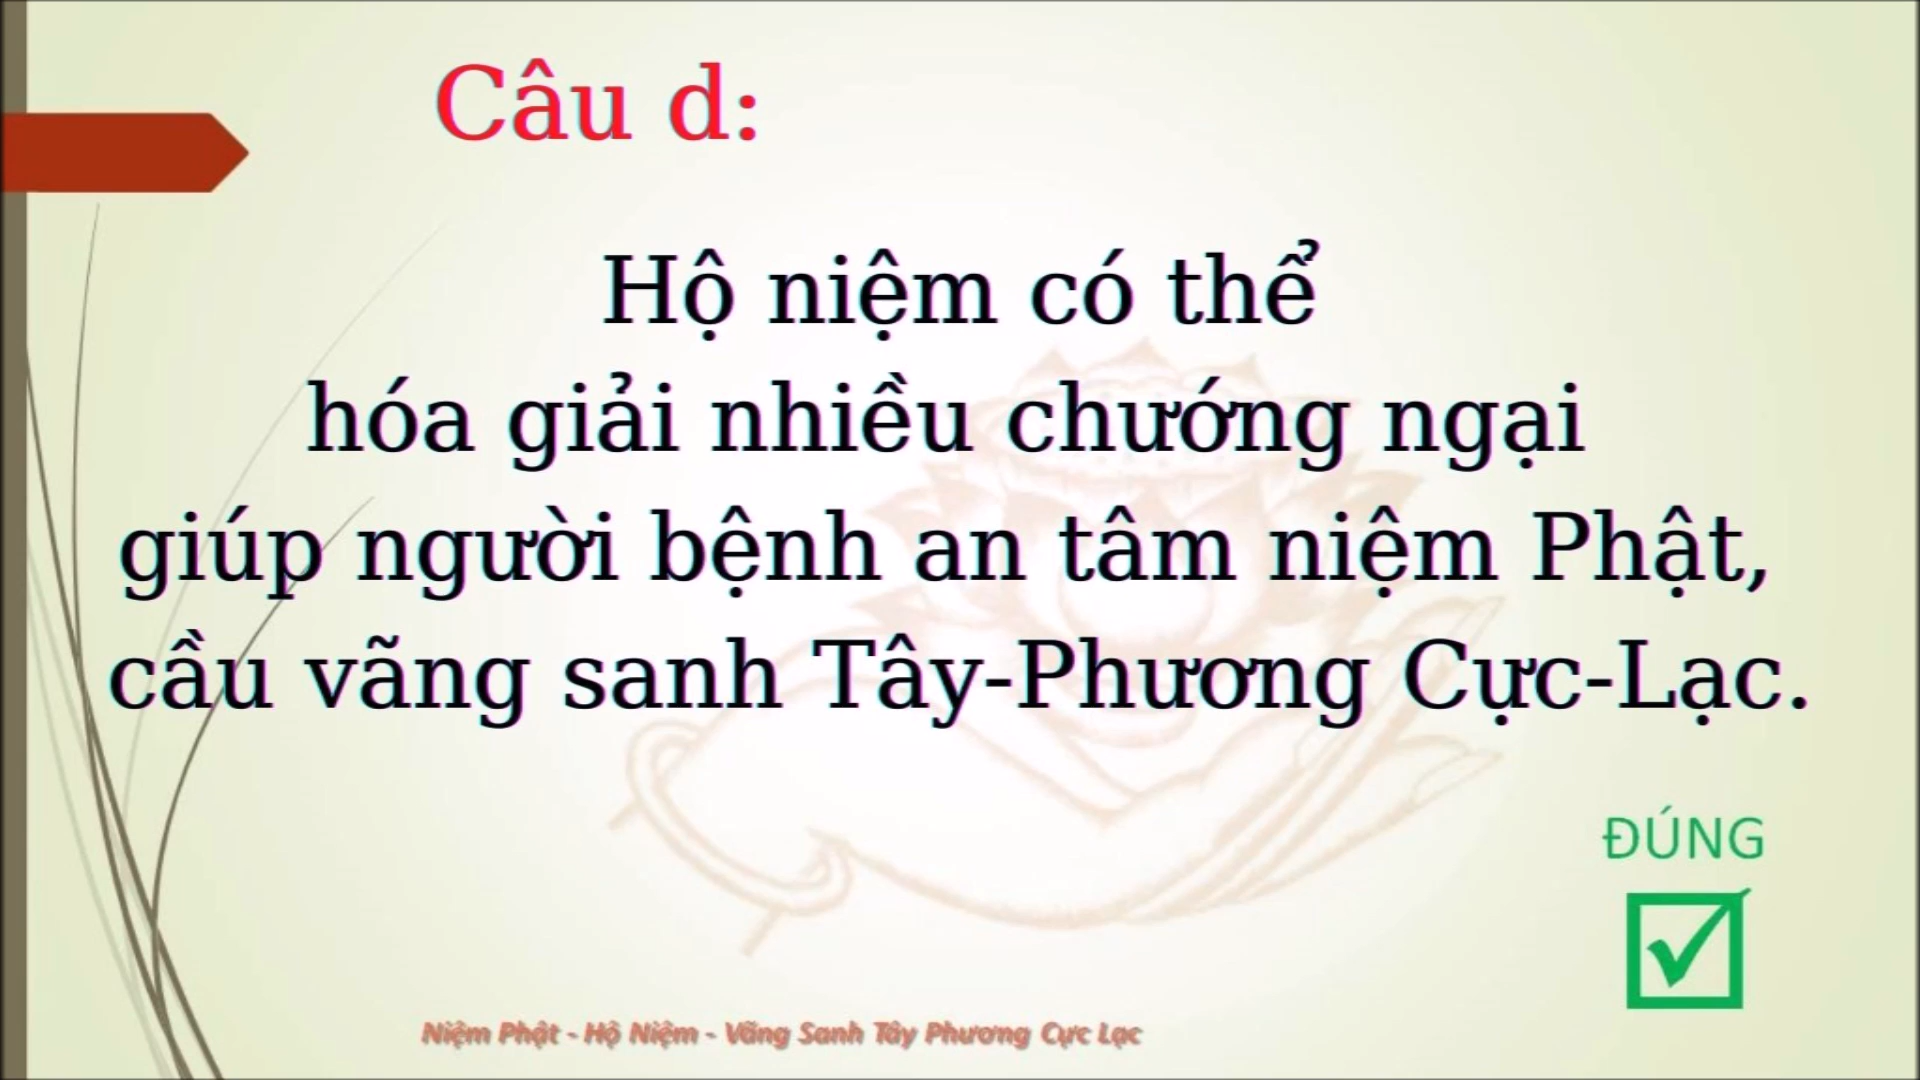 Câu d:
Hộ niệm có thể
hóa giải nhiều chướng ngại
giúp người bệnh an tâm niệm Phật,
cầu vãng sanh Tây-Phương Cực-Lạc.
ĐÚNG
Niệm Phật - Hộ Niệm - Vãng Sanh Tây Phương Cực Lạc